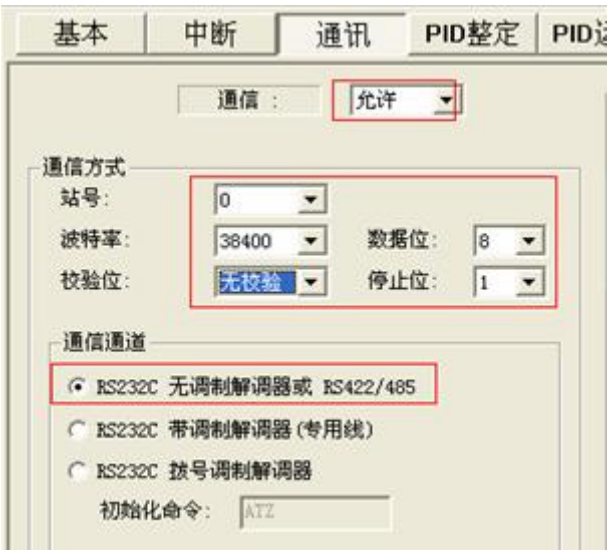 基本 中断 通讯 PID整定 PID
通信 : 允许
通信方式
站号: 0
波特率: 38400 数据位: 8
校验位: 无校验 停止位: 1
通信通道
RS232C 无调制解调器或 RS422/485
RS232C 带调制解调器(专用线)
RS232C 拨号调制解调器
初始化命令: ATZ